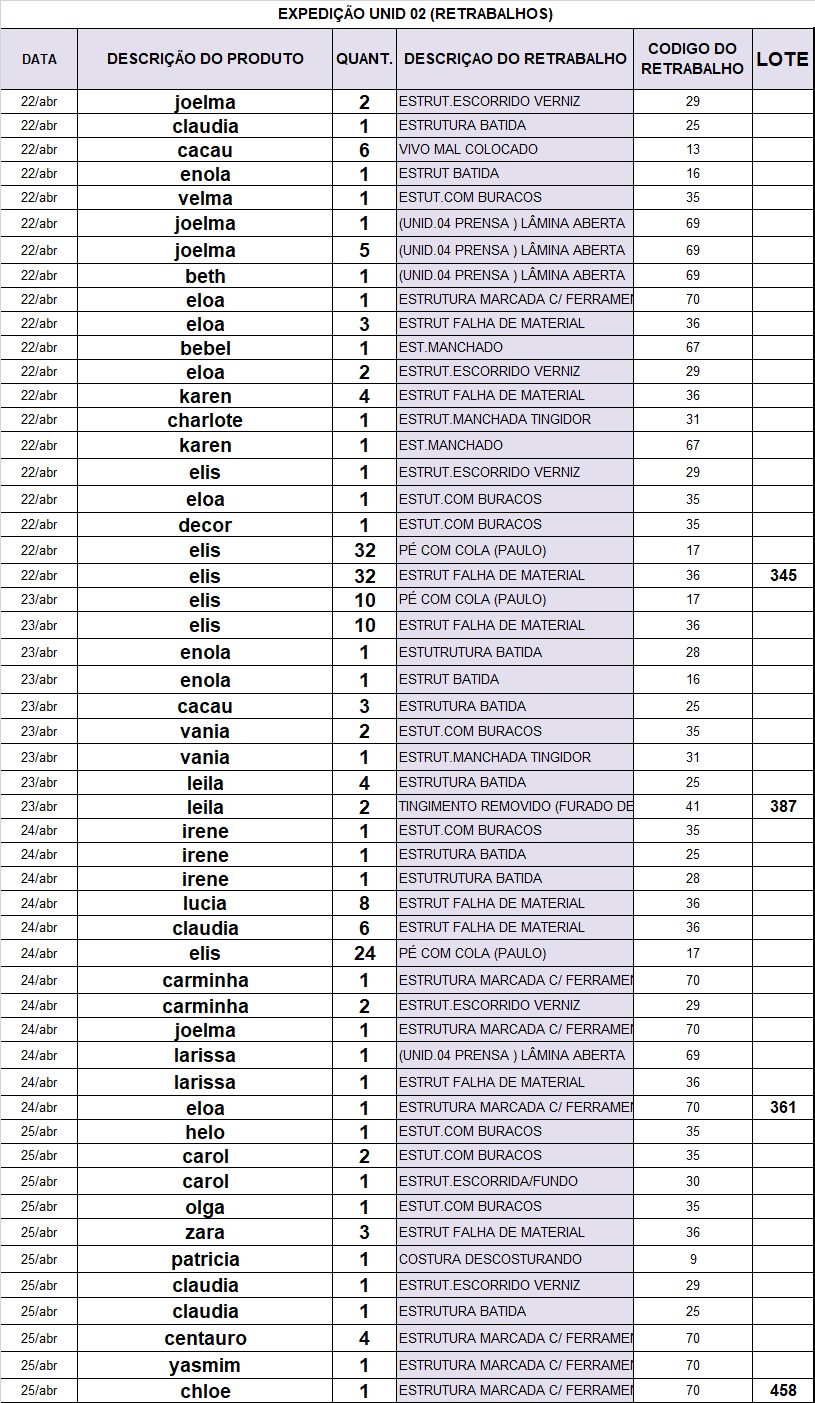 EXPEDIÇÃO UNID 02 (RETRABALHOS)
DATA DESCRIÇÃO DO PRODUTO QUANT. DESCRIÇAO DO RETRABALHO CODIGO DO RETRABALHO LOTE
22/abr joelma 2 ESTRUT.ESCORRIDO VERNIZ 29
22/abr claudia 1 ESTRUTURA BATIDA 25
22/abr cacau 6 VIVO MAL COLOCADO 13
22/abr enola 1 ESTRUT BATIDA 16
22/abr velma 1 ESTUT.COM BURACOS 35
22/abr joelma 1 (UNID.04 PRENSA ) LÂMINA ABERTA 69
22/abr joelma 5 (UNID.04 PRENSA ) LÂMINA ABERTA 69
22/abr beth 1 (UNID.04 PRENSA ) LÂMINA ABERTA 69
22/abr eloa 1 ESTRUTURA MARCADA C/ FERRAMEN 70
22/abr eloa 3 ESTRUT FALHA DE MATERIAL 36
22/abr bebel 1 EST.MANCHADO 67
22/abr eloa 2 ESTRUT.ESCORRIDO VERNIZ 29
22/abr karen 4 ESTRUT FALHA DE MATERIAL 36
22/abr charlote 1 ESTRUT.MANCHADA TINGIDOR 31
22/abr karen 1 EST.MANCHADO 67
22/abr elis 1 ESTRUT.ESCORRIDO VERNIZ 29
22/abr eloa 1 ESTUT.COM BURACOS 35
22/abr decor 1 ESTUT.COM BURACOS 35
22/abr elis 32 PÉ COM COLA (PAULO) 17
22/abr elis 32 ESTRUT FALHA DE MATERIAL 36 345
23/abr elis 10 PÉ COM COLA (PAULO) 17
23/abr elis 10 ESTRUT FALHA DE MATERIAL 36
23/abr enola 1 ESTUTRUTURA BATIDA 28
23/abr enola 1 ESTRUT BATIDA 16
23/abr cacau 3 ESTRUTURA BATIDA 25
23/abr vania 2 ESTUT.COM BURACOS 35
23/abr vania 1 ESTRUT.MANCHADA TINGIDOR 31
23/abr leila 4 ESTRUTURA BATIDA 25
23/abr leila 2 TINGIMENTO REMOVIDO (FURADO DE 41 387
24/abr irene 1 ESTUT.COM BURACOS 35
24/abr irene 1 ESTRUTURA BATIDA 25
24/abr irene 1 ESTUTRUTURA BATIDA 28
24/abr lucia 8 ESTRUT FALHA DE MATERIAL 36
24/abr claudia 6 ESTRUT FALHA DE MATERIAL 36
24/abr elis 24 PÉ COM COLA (PAULO) 17
24/abr carminha 1 ESTRUTURA MARCADA C/ FERRAMEN 70
24/abr carminha 2 ESTRUT.ESCORRIDO VERNIZ 29
24/abr joelma 1 ESTRUTURA MARCADA C/ FERRAMEN 70
24/abr larissa 1 (UNID.04 PRENSA ) LÂMINA ABERTA 69
24/abr larissa 1 ESTRUT FALHA DE MATERIAL 36
24/abr eloa 1 ESTRUTURA MARCADA C/ FERRAMEN 70 361
25/abr helo 1 ESTUT.COM BURACOS 35
25/abr carol 2 ESTUT.COM BURACOS 35
25/abr carol 1 ESTRUT.ESCORRIDA/FUNDO 30
25/abr olga 1 ESTUT.COM BURACOS 35
25/abr zara 3 ESTRUT FALHA DE MATERIAL 36
25/abr patricia 1 COSTURA DESCOSTURANDO 9
25/abr claudia 1 ESTRUT.ESCORRIDO VERNIZ 29
25/abr claudia 1 ESTRUTURA BATIDA 25
25/abr centauro 4 ESTRUTURA MARCADA C/ FERRAMEN 70
25/abr yasmim 1 ESTRUTURA MARCADA C/ FERRAMEN 70
25/abr chloe 1 ESTRUTURA MARCADA C/ FERRAMEN 70 458